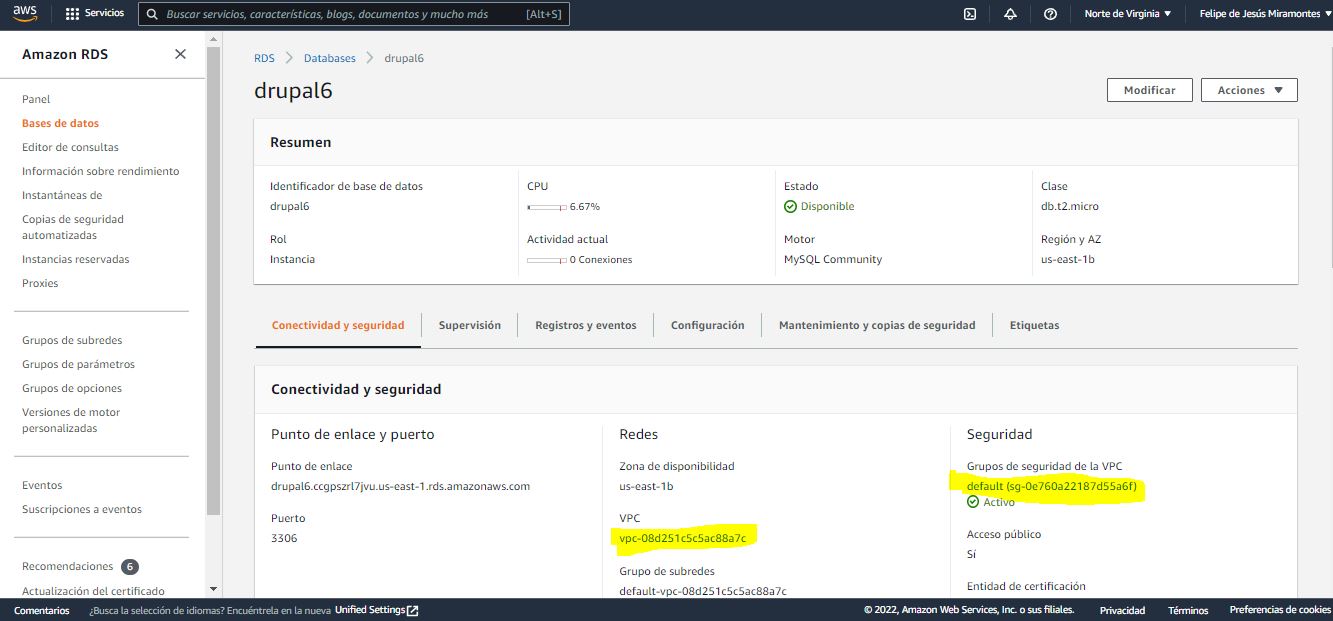 aws
Servicios
Buscar servicios, características, blogs, documentos y mucho más
[Alt+S]
Norte de Virginia
Felipe de Jesús Miramontes
Amazon RDS
Panel
Bases de datos
Editor de consultas
Información sobre rendimiento
Instantáneas de
Copias de seguridad
automatizadas
Instancias reservadas
Proxies
Grupos de subredes
Grupos de parámetros
Grupos de opciones
Versiones de motor
personalizadas
Eventos
Suscripciones a eventos
Recomendaciones 6
Actualización del certificado
RDS > Databases > drupal6
drupal6
Modificar
Acciones
Resumen
Identificador de base de datos
drupal6
CPU
6.67%
Estado
Disponible
Clase
db.t2.micro
Rol
Instancia
Actividad actual
0 Conexiones
Motor
MySQL Community
Región y AZ
us-east-1b
Conectividad y seguridad
Supervisión
Registros y eventos
Configuración
Mantenimiento y copias de seguridad
Etiquetas
Conectividad y seguridad
Punto de enlace y puerto
Punto de enlace
drupal6.ccgpszrl7jvu.us-east-1.rds.amazonaws.com
Puerto
3306
Redes
Zona de disponibilidad
us-east-1b
VPC
vpc-08d251c5c5ac88a7c
Grupo de subredes
default-vpc-08d251c5c5ac88a7c
Seguridad
Grupos de seguridad de la VPC
default (sg-0e760a22187d55a6f)
Activo
Acceso público
Sí
Entidad de certificación
Comentarios
¿Busca la selección de idiomas? Encuéntrela en la nueva Unified Settings
© 2022, Amazon Web Services, Inc. o sus filiales.
Privacidad
Términos
Preferencias de cookies